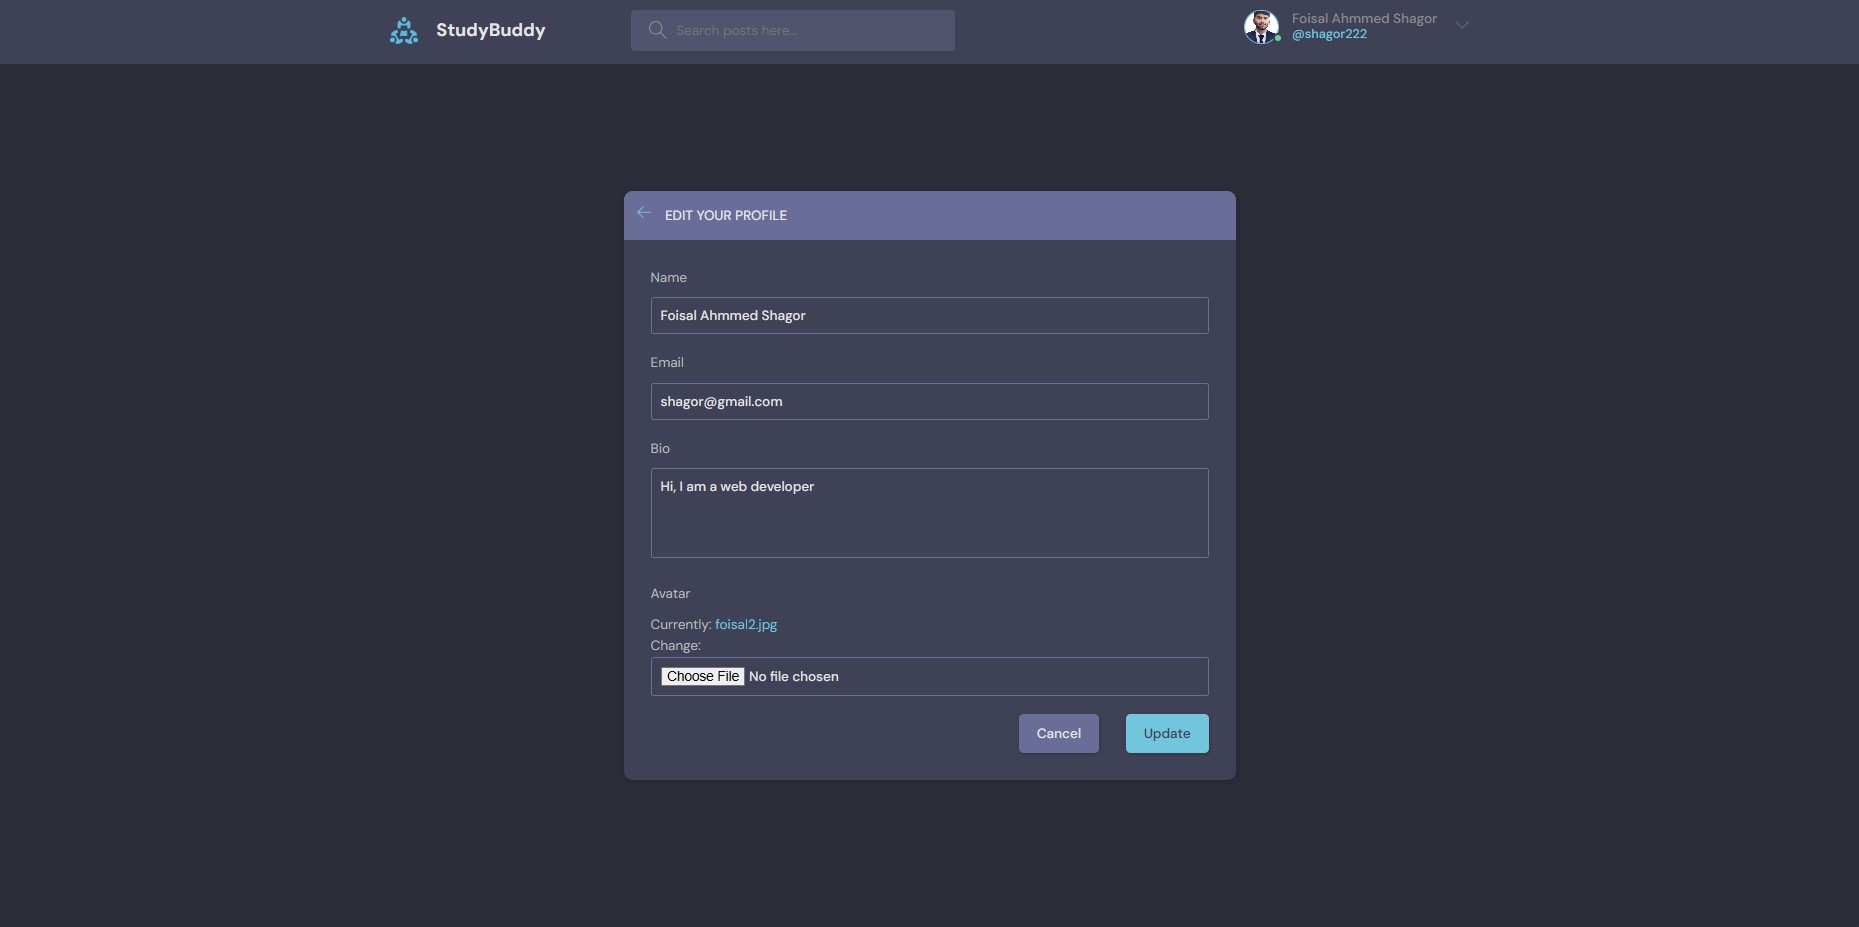 StudyBuddy
Search posts here...
Foisal Ahmmed Shagor
@shagor222
EDIT YOUR PROFILE
Name
Foisal Ahmmed Shagor
Email
shagor@gmail.com
Bio
Hi, I am a web developer
Avatar
Currently: foisal2.jpg
Change:
Choose File No file chosen
Cancel
Update